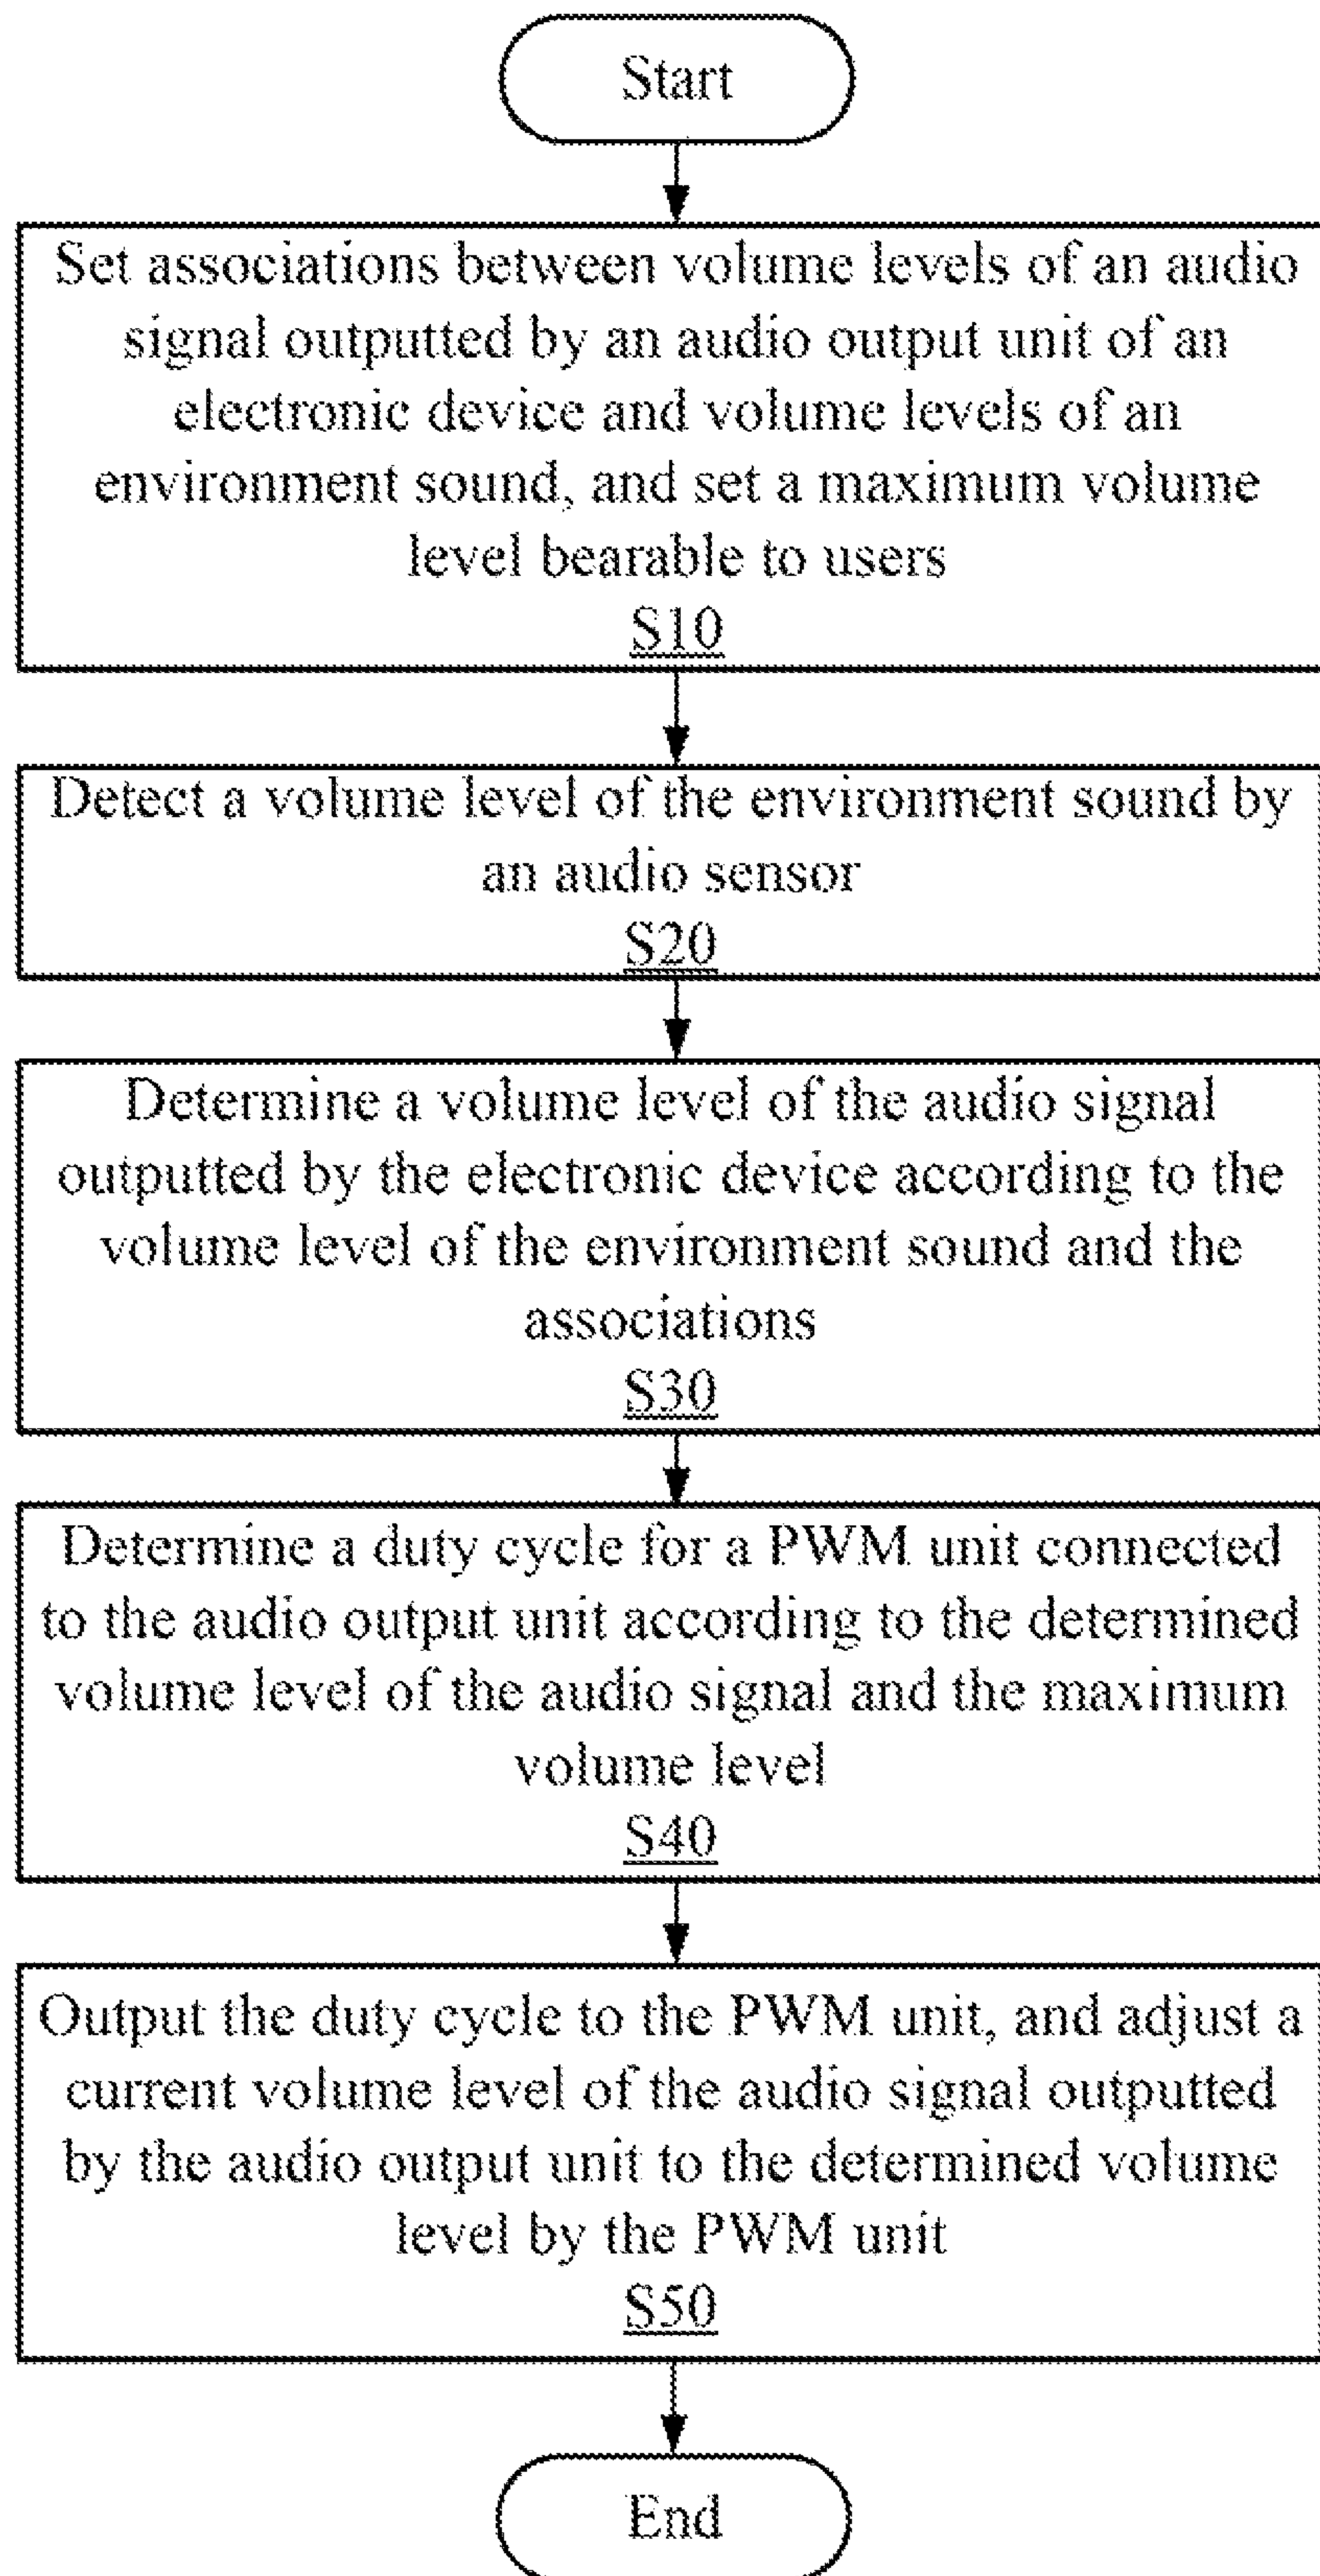 Start
Set associations between volume levels of an audio
signal outputted by an audio output unit of an
electronic device and volume levels of an
environment sound, and set a maximum volume
level bearable to users
S10
Detect a volume level of the environment sound by
an audio sensor
S20
Determine a volume level of the audio signal
outputted by the electronic device according to the
volume level of the environment sound and the
associations
S30
Determine a duty cycle for a PWM unit connected
to the audio output unit according to the determined
volume level of the audio signal and the maximum
volume level
S40
Output the duty cycle to the PWM unit, and adjust a
current volume level of the audio signal outputted
by the audio output unit to the determined volume
level by the PWM unit
S50
End